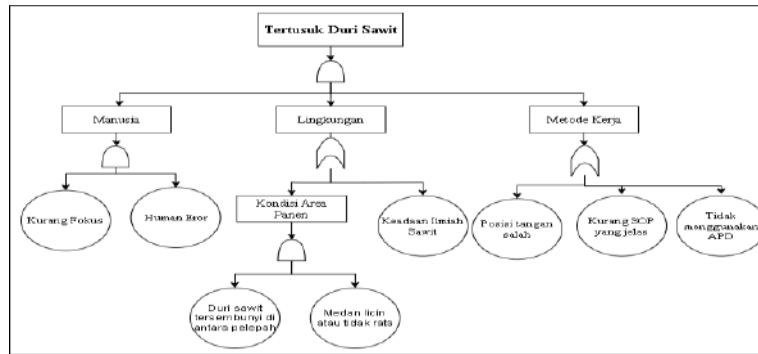 Tertusuk Duri Sawit
Manusia
Lingkungan
Metode Kerja
Kurang Fokus
Human Eror
Kondisi Area
Panen
Keadaan Ilmiah
Sawit
Posisi tangan
salah
Kurang SOP
yang jelas
Tidak
menggunakan
APD
Duri sawit
tersembunyi di
antara pelepah
Medan licin
atau tidak rata